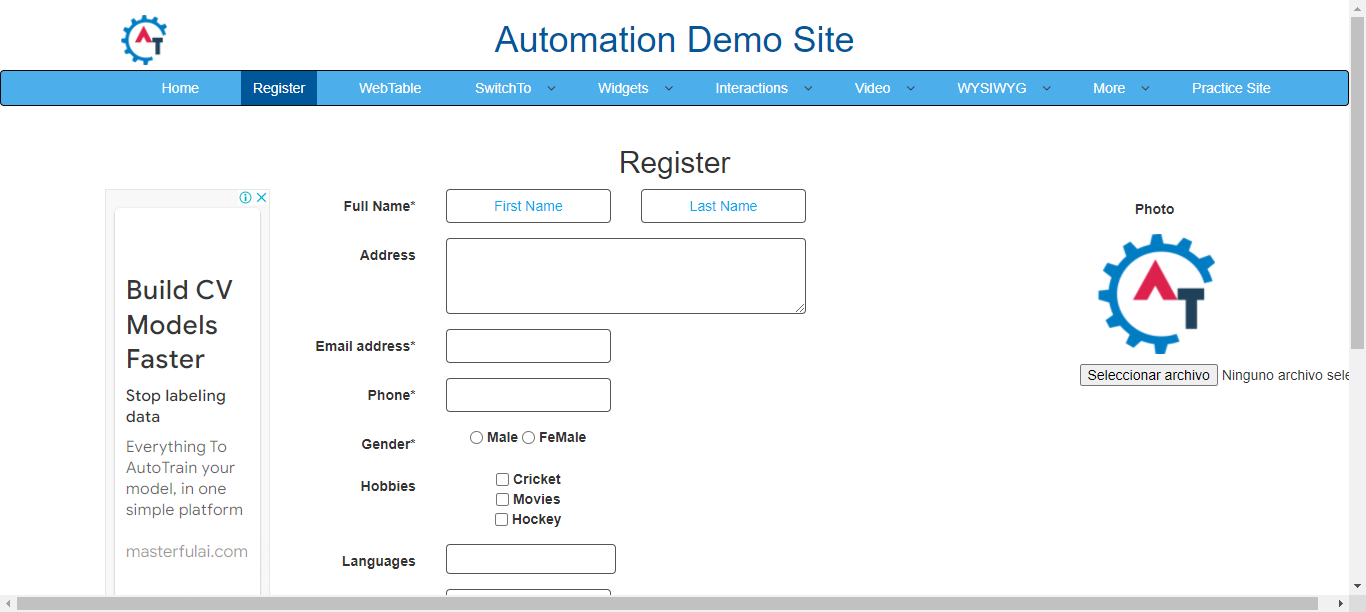 AT
Automation Demo Site
Home Register WebTable SwitchTo Widgets Interactions Video WYSIWYG More Practice Site
Register
Build CV
Models
Faster
Stop labeling
data
Everything To
AutoTrain your
model, in one
simple platform
masterfulai.com
Full Name* First Name Last Name
Address
Email address*
Phone*
Gender* Male FeMale
Hobbies
Cricket
Movies
Hockey
Languages
Photo
AT
Seleccionar archivo Ninguno archivo sele